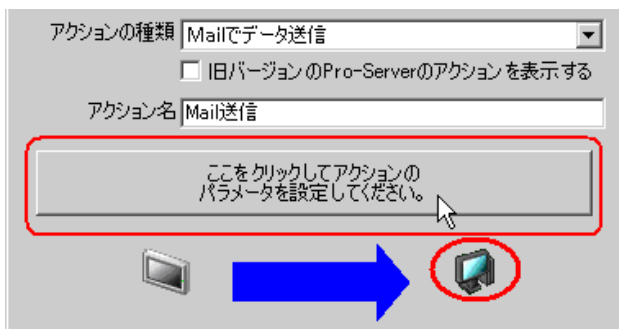 アクションの種類 Mailでデータ送信
旧バージョンのPro-Serverのアクションを表示する
アクション名 Mail送信
ここをクリックしてアクションの
パラメータを設定してください。